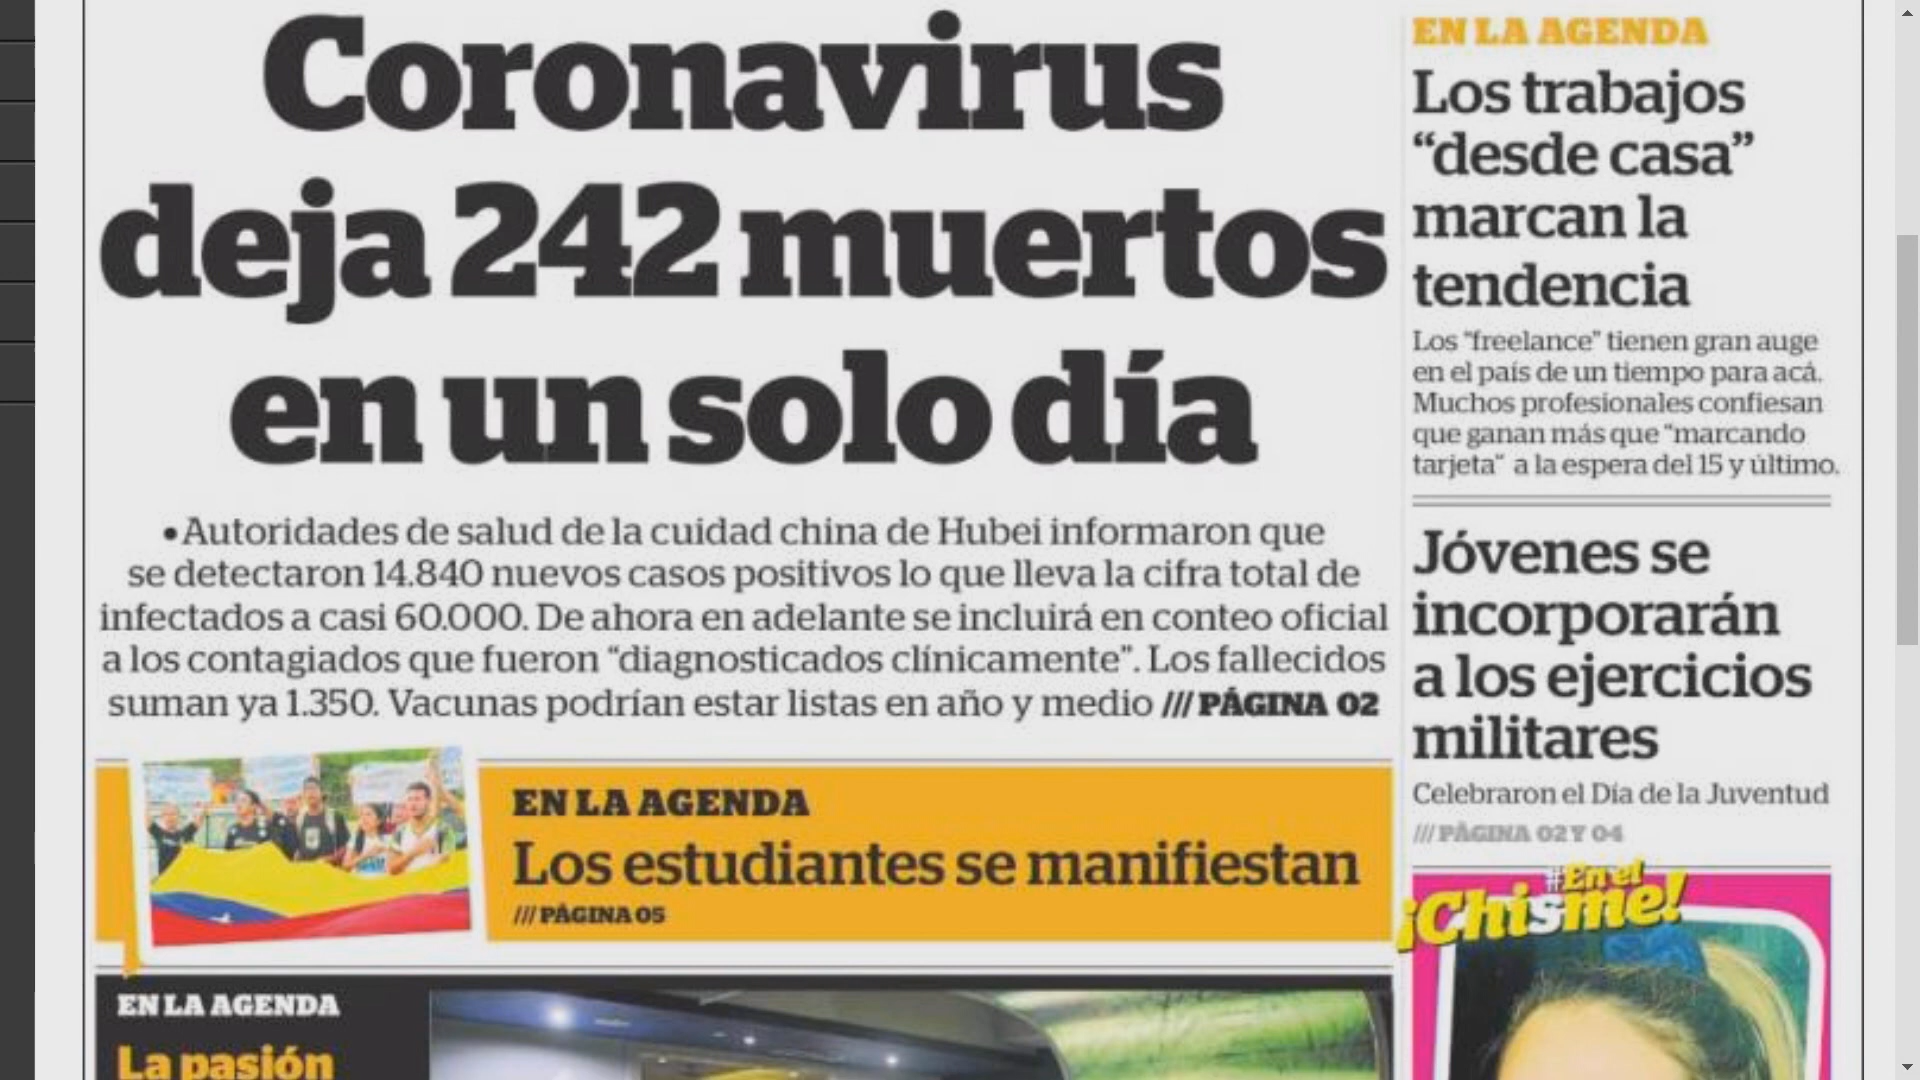 Coronavirus
deja 242 muertos
en un solo día
• Autoridades de salud de la cuidad china de Hubei informaron que
se detectaron 14.840 nuevos casos positivos lo que lleva la cifra total de
infectados a casi 60.000. De ahora en adelante se incluirá en conteo oficial
a los contagiados que fueron “diagnosticados clínicamente”. Los fallecidos
suman ya 1.350. Vacunas podrían estar listas en año y medio /// PÁGINA 02
EN LA AGENDA
Los estudiantes se manifiestan
/// PÁGINA 05
EN LA AGENDA
La pasión
EN LA AGENDA
Los trabajos
“desde casa”
marcan la
tendencia
Los “freelance” tienen gran auge
en el país de un tiempo para acá.
Muchos profesionales confiesan
que ganan más que “marcando
tarjeta” a la espera del 15 y último.
Jóvenes se
incorporarán
a los ejercicios
militares
Celebraron el Día de la Juventud
/// PÁGINA 02 Y 04
#En el
¡Chisme!